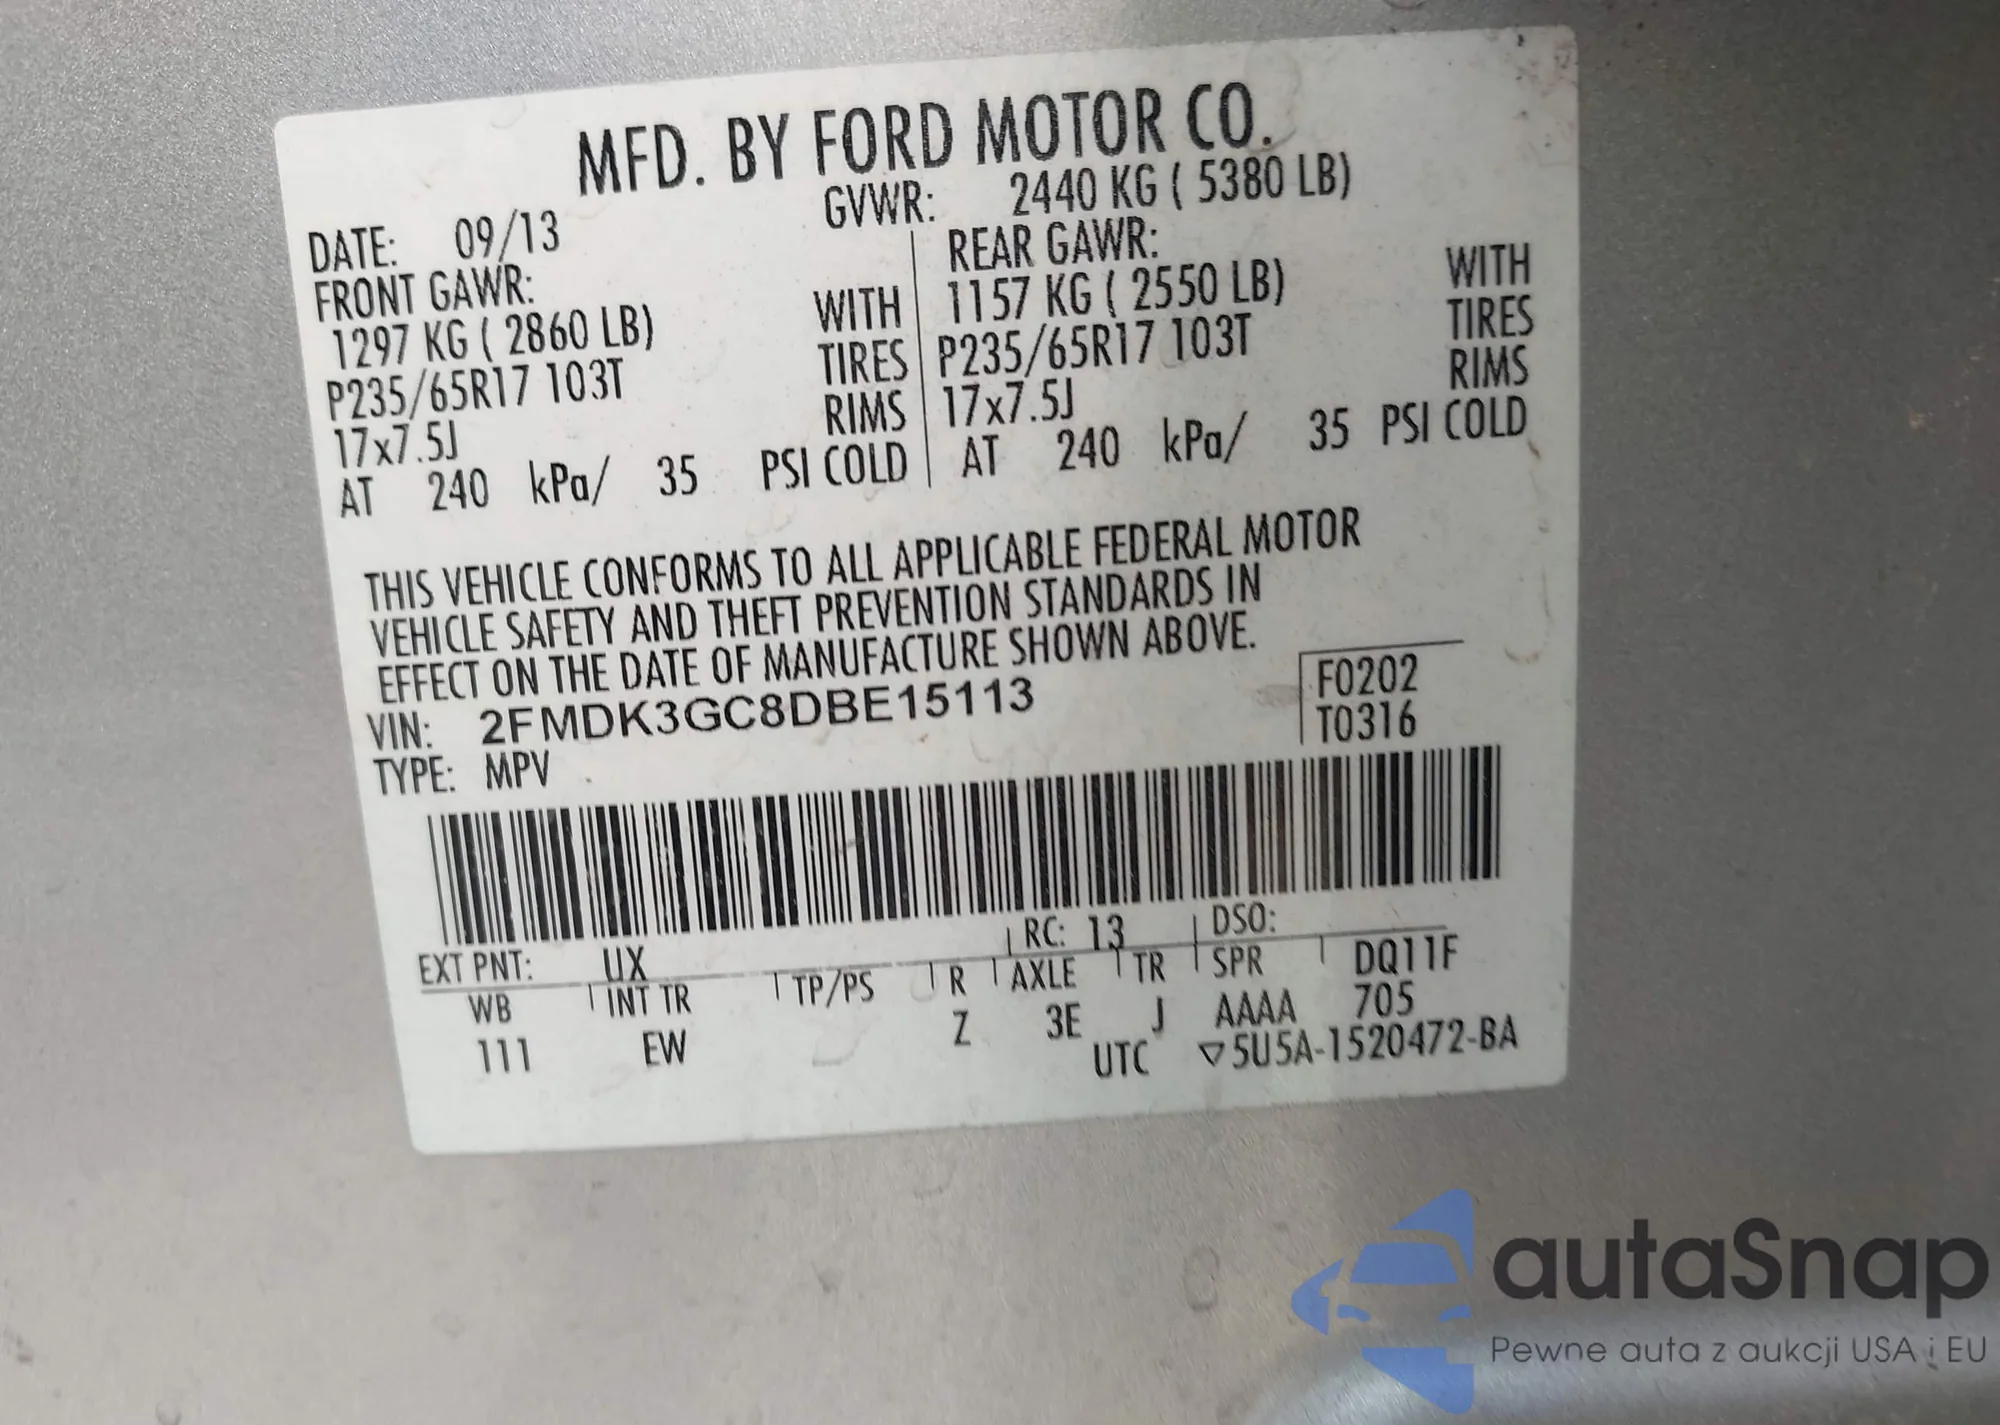 MFD. BY FORD MOTOR CO.
DATE: 09/13 GVWR: 2440 KG ( 5380 LB)
FRONT GAWR: REAR GAWR:
1297 KG ( 2860 LB) WITH 1157 KG ( 2550 LB) WITH
P235/65R17 103T TIRES P235/65R17 103T TIRES
17x7.5J RIMS 17x7.5J RIMS
AT 240 kPa/ 35 PSI COLD AT 240 kPa/ 35 PSI COLD
THIS VEHICLE CONFORMS TO ALL APPLICABLE FEDERAL MOTOR
VEHICLE SAFETY AND THEFT PREVENTION STANDARDS IN
EFFECT ON THE DATE OF MANUFACTURE SHOWN ABOVE.
VIN: 2FMDK3GC8DBE15113 F0202
TYPE: MPV T0316
EXT PNT: UX RC: 13 DSO:
WB INT TR TP/PS R AXLE TR SPR DQ11F
111 EW Z 3E J AAAA 705
UTC ▽5U5A-1520472-BA
autaSnap
Pewne auta z aukcji USA i EU